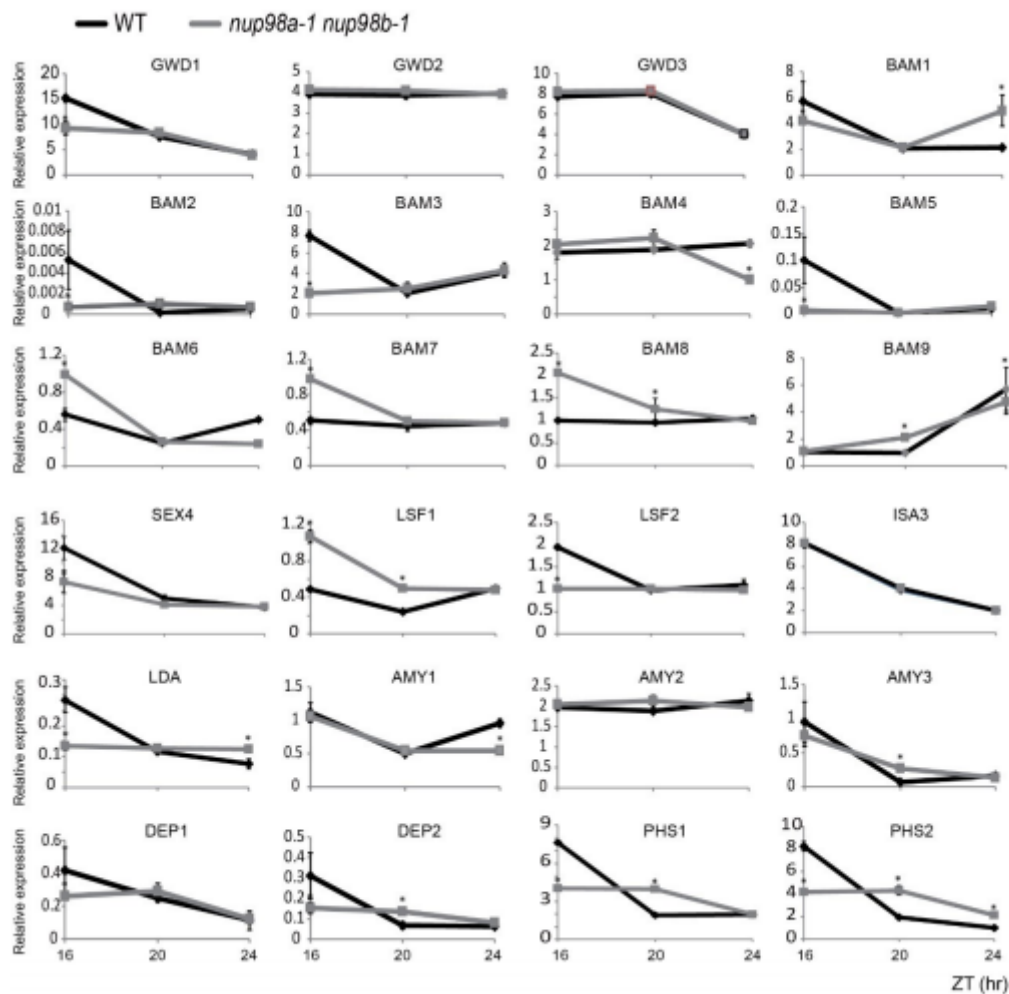 WT nup98a-1 nup98b-1
GWD1 GWD2 GWD3 BAM1
Relative expression
20 15 10 5 0
5 4 3 2 1 0
10 8 6 4 2 0
8 6 4 2 0
*
BAM2 BAM3 BAM4 BAM5
Relative expression
0.01 0.008 0.006 0.004 0.002 0
10 8 6 4 2 0
3 2 1 0
0.2 0.15 0.1 0.05 0
* * * *
BAM6 BAM7 BAM8 BAM9
Relative expression
1.2 0.8 0.4 0
1.2 0.8 0.4 0
2.5 2 1.5 1 0.5 0
8 6 4 2 0
* * * * * *
SEX4 LSF1 LSF2 ISA3
Relative expression
16 12 8 4 0
1.2 0.8 0.4 0
2.5 2 1.5 1 0.5 0
10 8 6 4 2 0
* * * *
LDA AMY1 AMY2 AMY3
Relative expression
0.3 0.2 0.1 0
1.5 1 0.5 0
2.5 2 1.5 1 0.5 0
1.5 1 0.5 0
* * * *
DEP1 DEP2 PHS1 PHS2
Relative expression
0.6 0.4 0.2 0
0.5 0.4 0.3 0.2 0.1 0
9 6 3 0
10 8 6 4 2 0
* * * * * * *
16 20 24 16 20 24 16 20 24 16 20 24
ZT (hr)